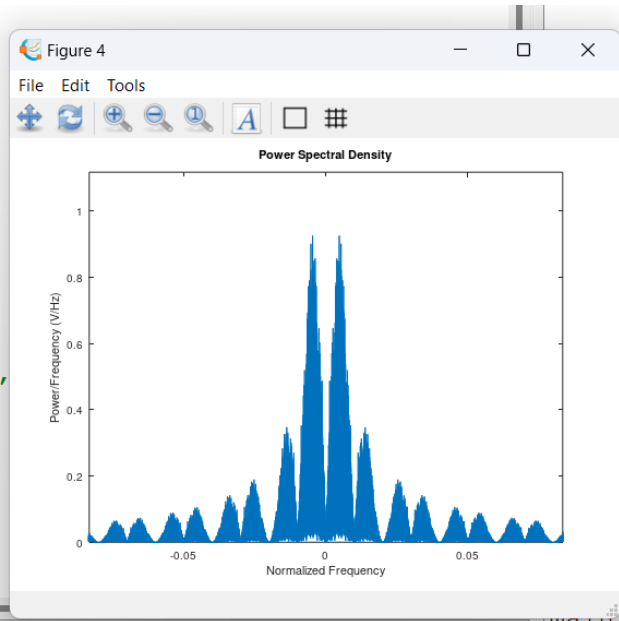 Figure 4
File Edit Tools
A
Power Spectral Density
1
0.8
0.6
0.4
0.2
0
Power/Frequency (V/Hz)
-0.05 0 0.05
Normalized Frequency